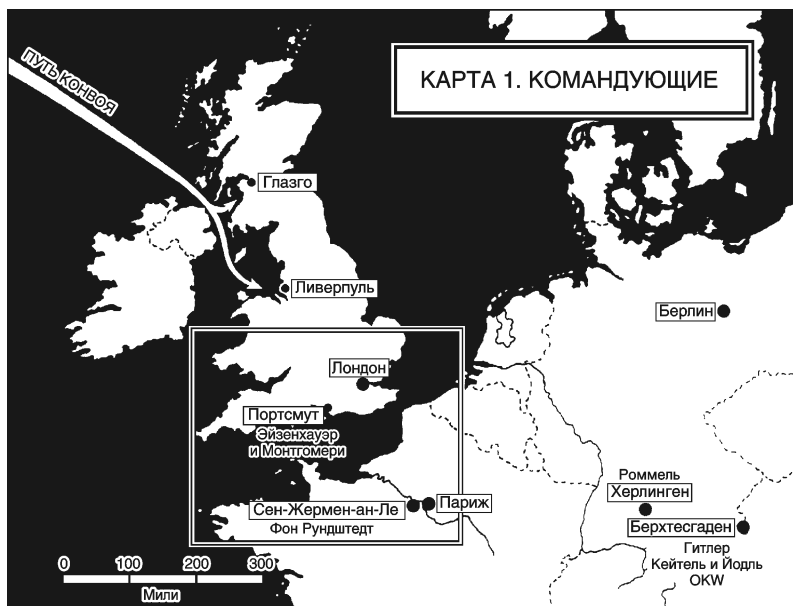 ПУТЬ КОНВОЯ
КАРТА 1. КОМАНДУЮЩИЕ
Глазго
Ливерпуль
Берлин
Лондон
Портсмут
Эйзенхауэр
и Монтгомери
Сен-Жермен-ан-Ле
Фон Рундштедт
Париж
Роммель
Херлинген
Берхтесгаден
Гитлер
Кейтель и Йодль
OKW
0 100 200 300
Мили